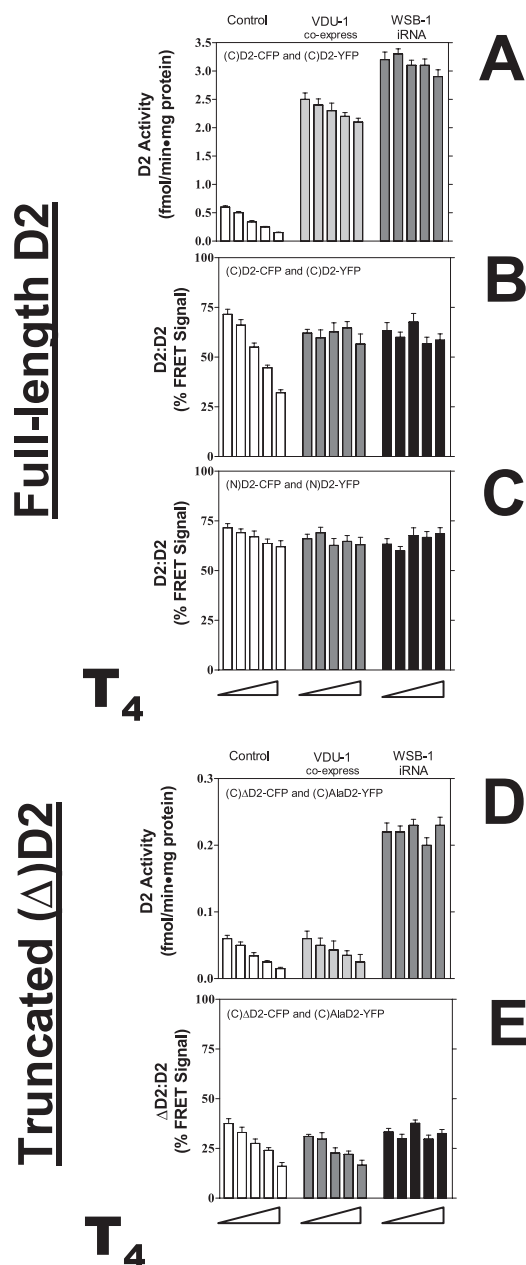 Full-length D2
Control
VDU-1
co-express
WSB-1
iRNA
A
D2 Activity
(fmol/min•mg protein)
3.5
3.0
2.5
2.0
1.5
1.0
0.5
0.0
(C)D2-CFP and (C)D2-YFP
B
D2:D2
(% FRET Signal)
100
75
50
25
0
(C)D2-CFP and (C)D2-YFP
C
D2:D2
(% FRET Signal)
100
75
50
25
0
(N)D2-CFP and (N)D2-YFP
T4
Truncated (Δ)D2
Control
VDU-1
co-express
WSB-1
iRNA
D
D2 Activity
(fmol/min•mg protein)
0.3
0.2
0.1
0.0
(C)ΔD2-CFP and (C)AlaD2-YFP
E
ΔD2:D2
(% FRET Signal)
100
75
50
25
0
(C)ΔD2-CFP and (C)AlaD2-YFP
T4